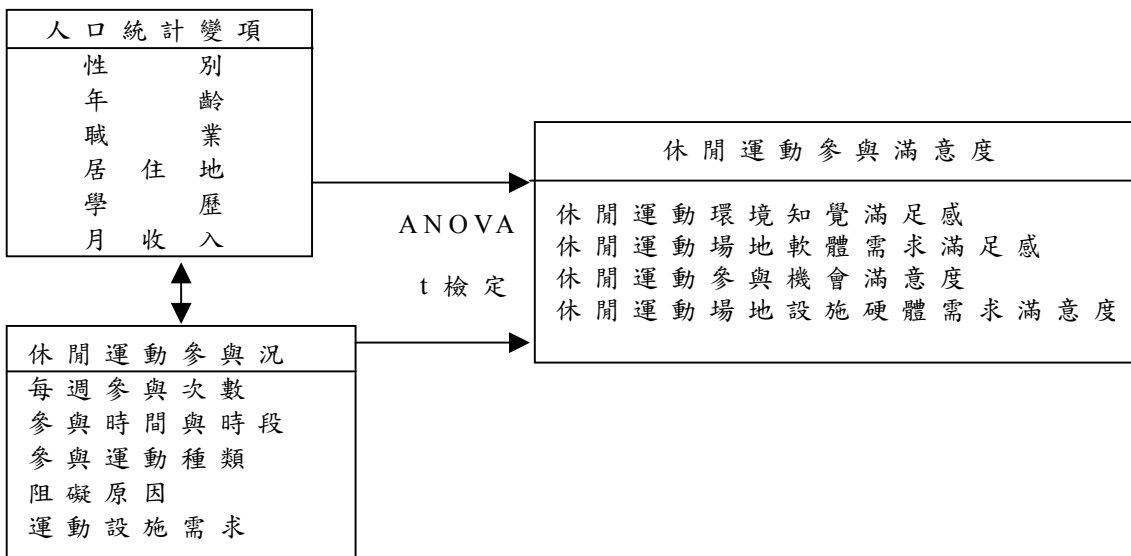 人口統計變項
性別
年齡
職業
居住地
學歷
月收入
ANOVA
t檢定
休閒運動參與況
每週參與次數
參與時間與時段
參與運動種類
阻礙原因
運動設施需求
休閒運動參與滿意度
休閒運動環境知覺滿足感
休閒運動場地軟體需求滿足感
休閒運動參與機會滿意度
休閒運動場地設施硬體需求滿意度